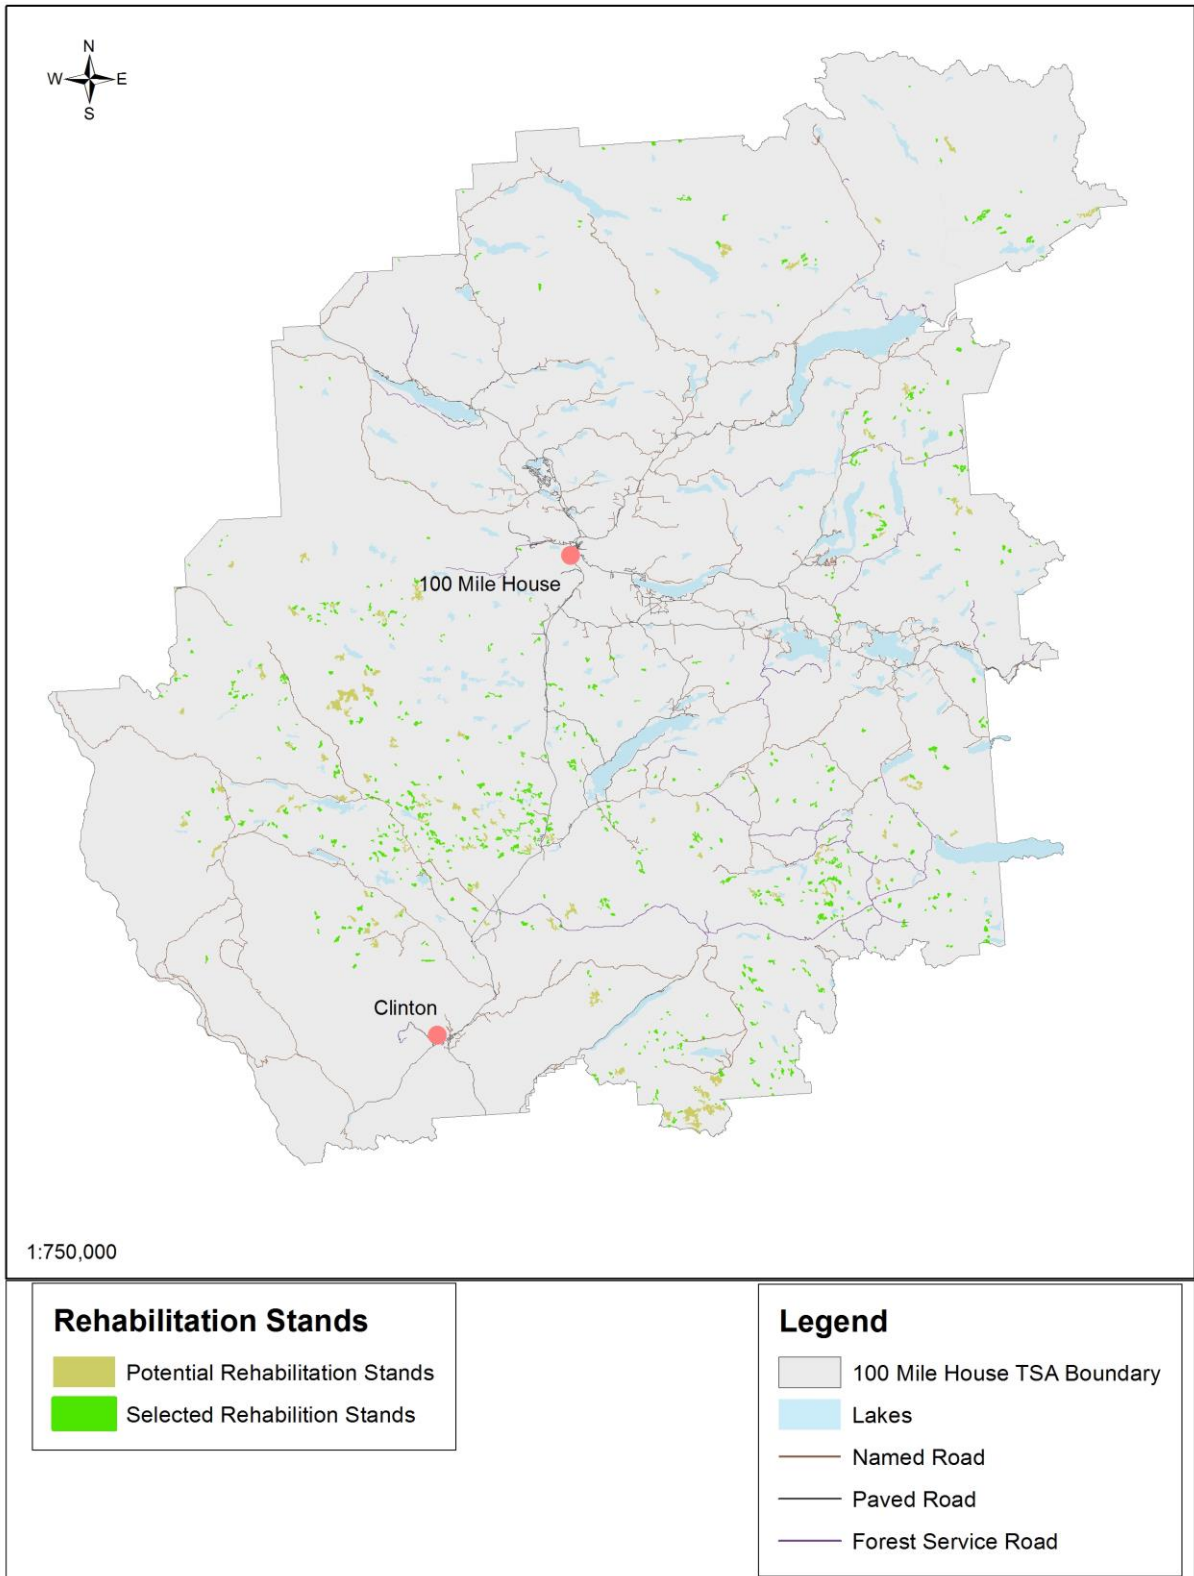 N
W E
S
100 Mile House
Clinton
1:750,000
Rehabilitation Stands
Potential Rehabilitation Stands
Selected Rehabilition Stands
Legend
100 Mile House TSA Boundary
Lakes
Named Road
Paved Road
Forest Service Road